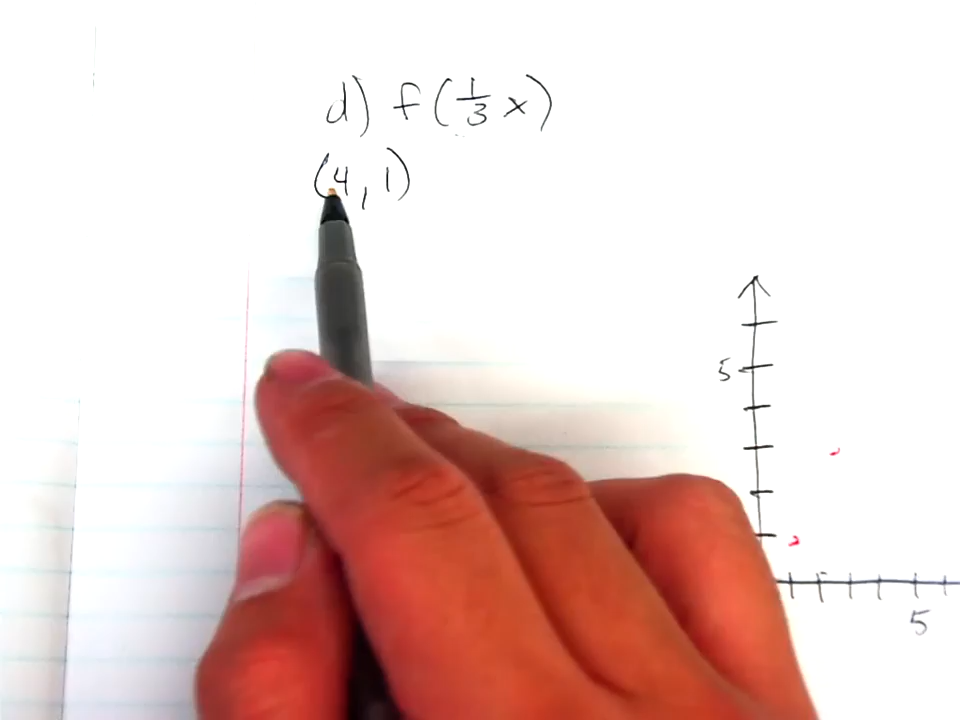 d) f(1/3 x)
(4, 1)
5
5